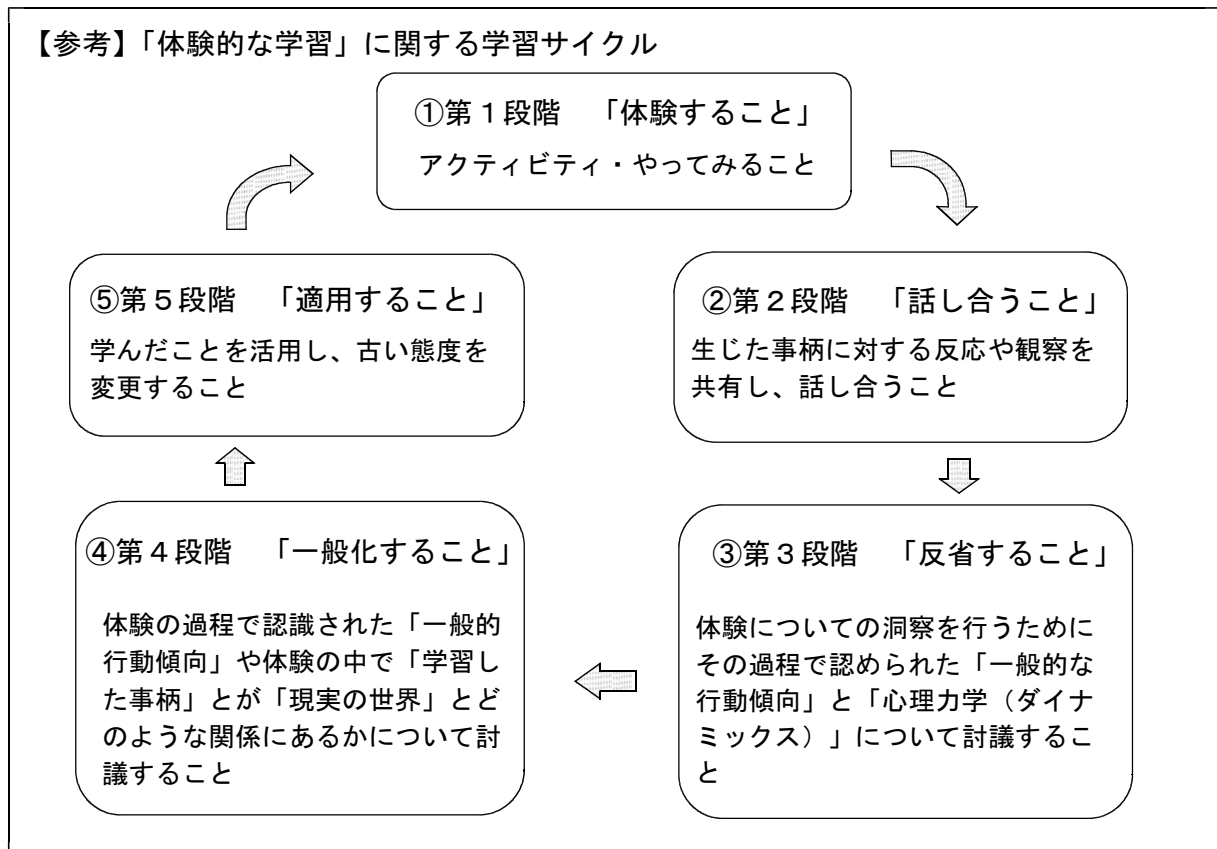 【参考】「体験的な学習」に関する学習サイクル
①第1段階　「体験すること」
アクティビティ・やってみること
②第2段階　「話し合うこと」
生じた事柄に対する反応や観察を
共有し、話し合うこと
③第3段階　「反省すること」
体験についての洞察を行うために
その過程で認められた「一般的な
行動傾向」と「心理力学（ダイナ
ミックス）」について討議するこ
と
④第4段階　「一般化すること」
体験の過程で認識された「一般的
行動傾向」や体験の中で「学習し
た事柄」とが「現実の世界」とど
のような関係にあるかについて討
議すること
⑤第5段階　「適用すること」
学んだことを活用し、古い態度を
変更すること